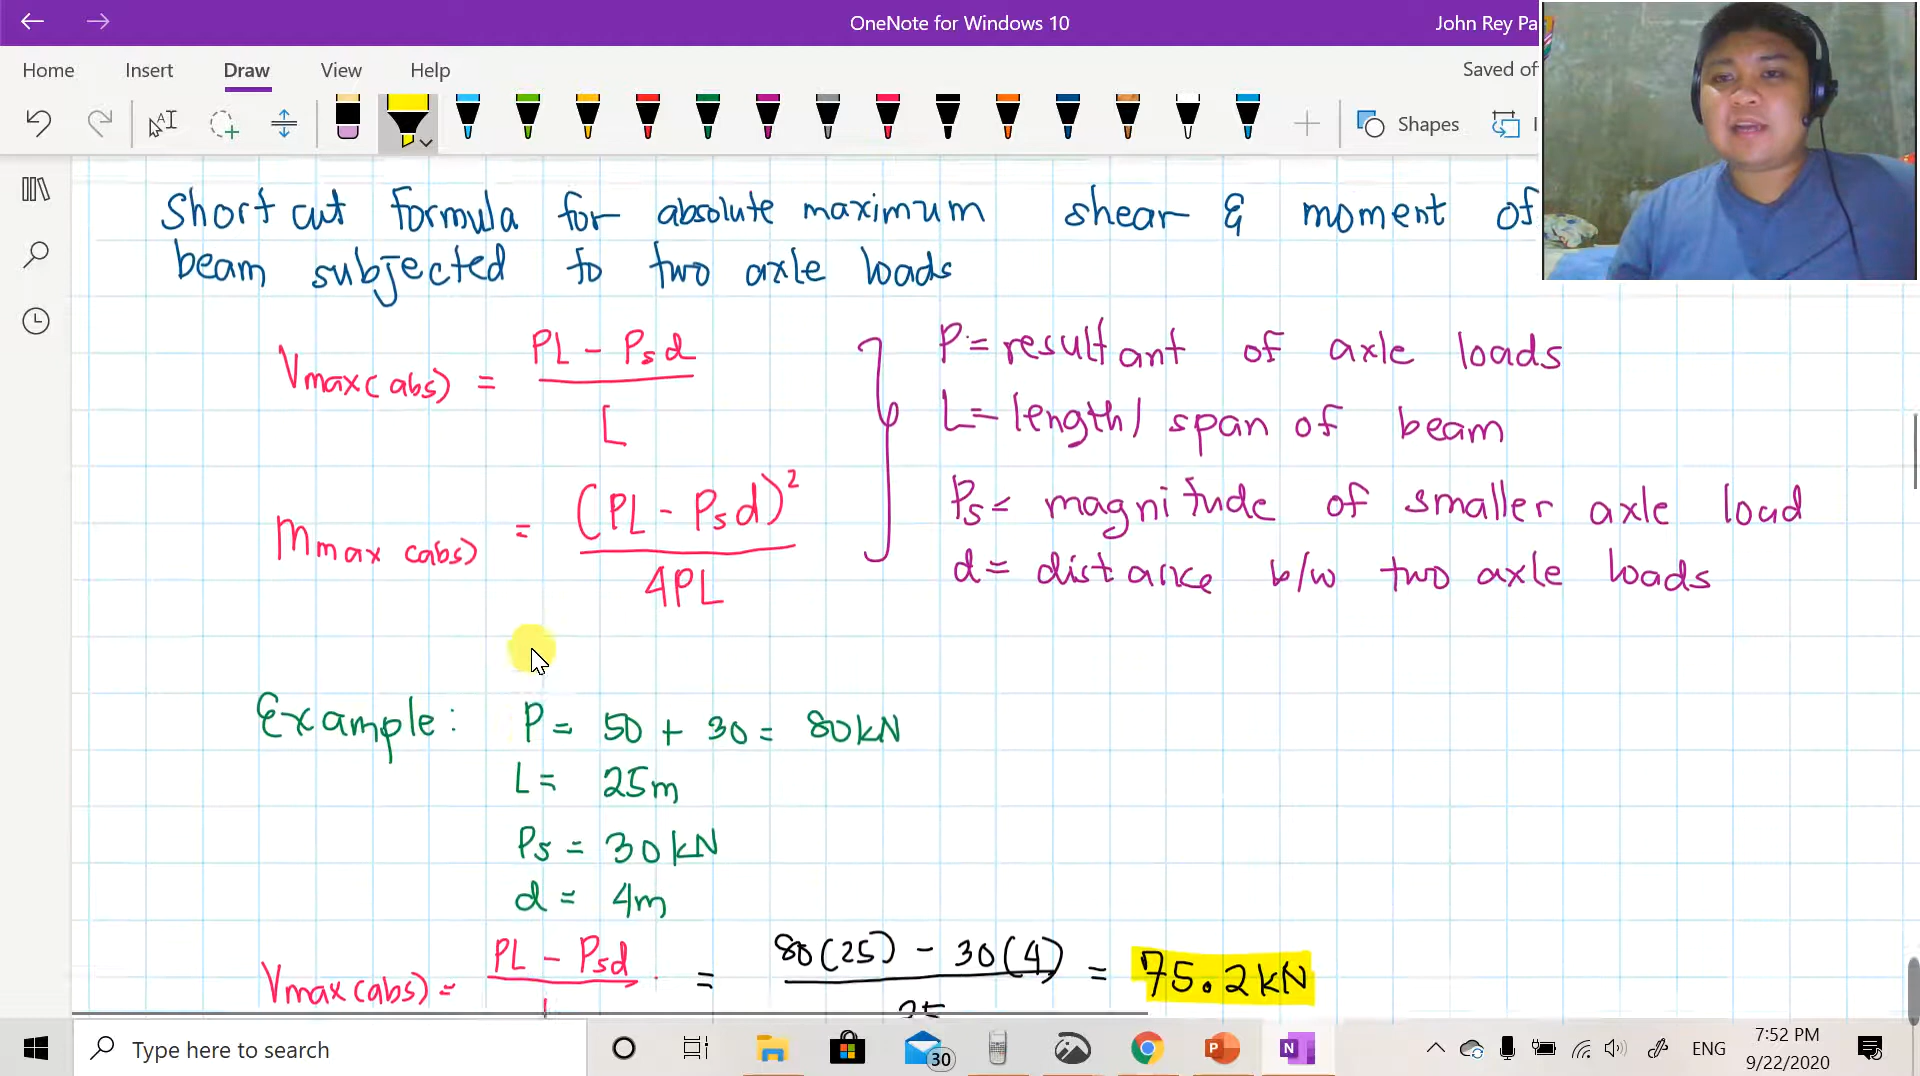 OneNote for Windows 10
John Rey Pa
Home Insert Draw View Help
Saved of
Shapes
Short cut Formula for absolute maximum shear & moment of
beam subjected to two axle loads
Vmax(abs) = PL - Psd / L
Mmax (abs) = (PL - Psd)² / 4PL
P = resultant of axle loads
L = length/span of beam
Ps = magnitude of smaller axle load
d = distance b/w two axle loads
Example: P = 50 + 30 = 80kN
L = 25m
Ps = 30kN
d = 4m
Vmax(abs) = PL - Psd / L = 80(25) - 30(4) / 25 = 75.2kN
Type here to search
30
ENG
7:52 PM
9/22/2020